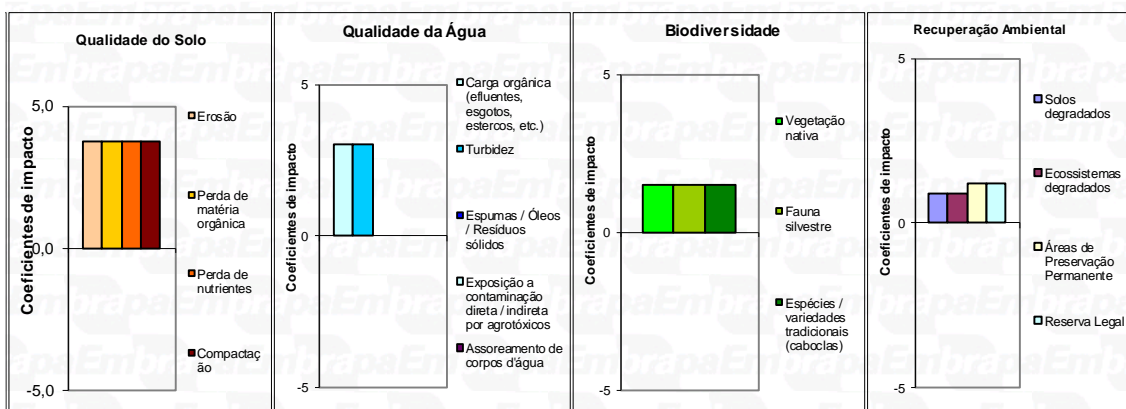 Qualidade do Solo
Coeficientes de impacto
5,0
0,0
-5,0
Erosão
Perda de
matéria
orgânica
Perda de
nutrientes
Compactaç
ão
Qualidade da Água
Coeficientes de impacto
5
0
-5
Carga orgânica
(efluentes,
esgotos,
estercos, etc.)
Turbidez
Espumas / Óleos
/ Resíduos
sólidos
Exposição a
contaminação
direta / indireta
por agrotóxicos
Assoreamento de
corpos d'água
Biodiversidade
Coeficientes de impacto
5
0
-5
Vegetação
nativa
Fauna
silvestre
Espécies /
variedades
tradicionais
(caboclas)
Recuperação Ambiental
Coeficientes de impacto
5
0
-5
Solos
degradados
Ecossistemas
degradados
Áreas de
Preservação
Permanente
Reserva Legal
Embrapa